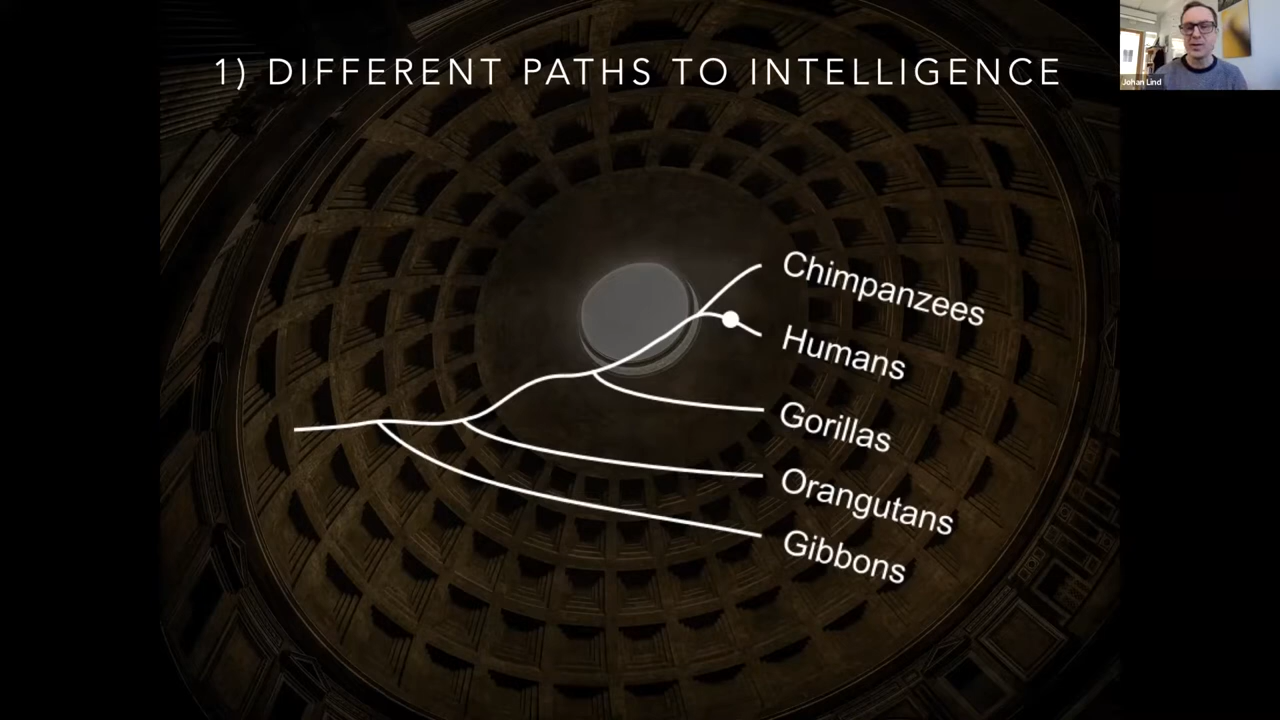 1) DIFFERENT PATHS TO INTELLIGENCE
Johan Lind
Chimpanzees
Humans
Gorillas
Orangutans
Gibbons